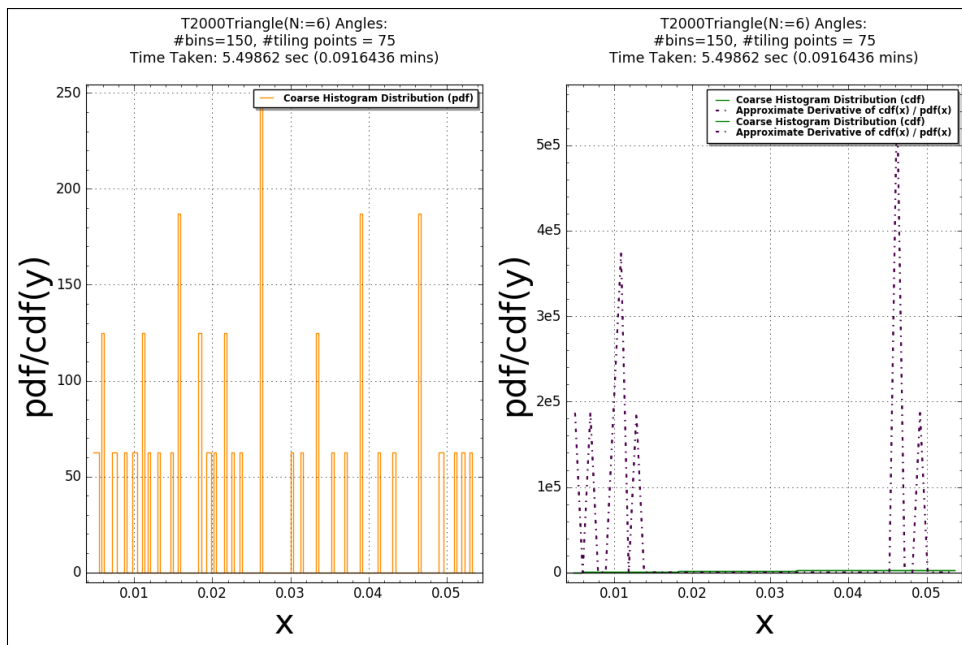 T2000Triangle(N:=6) Angles:
#bins=150, #tiling points = 75
Time Taken: 5.49862 sec (0.0916436 mins)
Coarse Histogram Distribution (pdf)
pdf/cdf(y)
250
200
150
100
50
0
0.01 0.02 0.03 0.04 0.05
x
T2000Triangle(N:=6) Angles:
#bins=150, #tiling points = 75
Time Taken: 5.49862 sec (0.0916436 mins)
Coarse Histogram Distribution (cdf)
Approximate Derivative of cdf(x) / pdf(x)
Coarse Histogram Distribution (cdf)
Approximate Derivative of cdf(x) / pdf(x)
pdf/cdf(y)
5e5
4e5
3e5
2e5
1e5
0
0.01 0.02 0.03 0.04 0.05
x